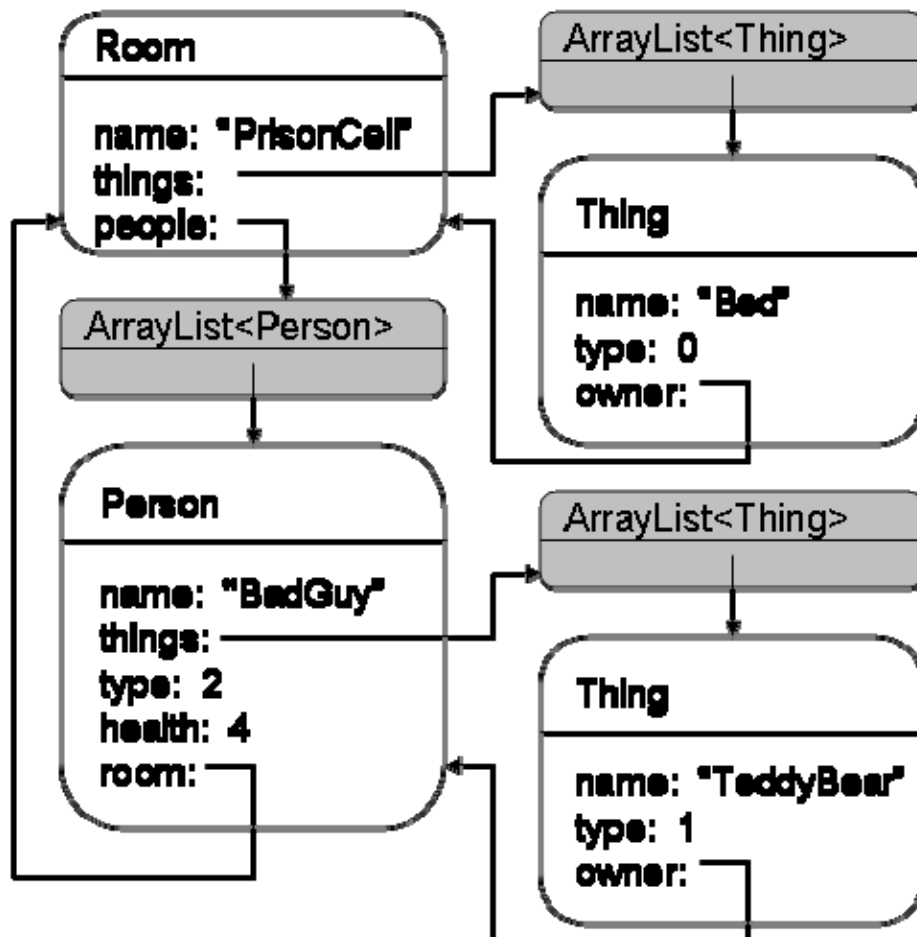 Room
name: "PrisonCell"
things:
people:
ArrayList<Thing>
Thing
name: "Bed"
type: 0
owner:
ArrayList<Person>
Person
name: "BadGuy"
things:
type: 2
health: 4
room:
ArrayList<Thing>
Thing
name: "TeddyBear"
type: 1
owner: